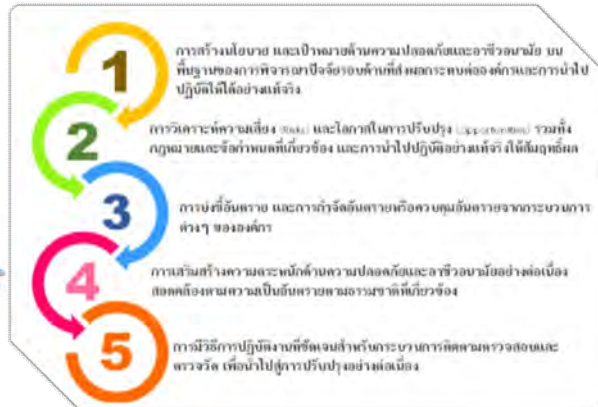 1
การสร้างนโยบาย และเป้าหมายด้านความปลอดภัยและอาชีวอนามัย บน
พื้นฐานของการพิจารณาปัจจัยรอบด้านที่ส่งผลกระทบต่อองค์กรและการนำไป
ปฏิบัติให้ได้อย่างแท้จริง
2
การวิเคราะห์ความเสี่ยง (Risks) และโอกาสในการปรับปรุง (Opportunities) รวมทั้ง
กฎหมายและข้อกำหนดที่เกี่ยวข้อง และการนำไปปฏิบัติอย่างแท้จริงให้สัมฤทธิ์ผล
3
การบ่งชี้อันตราย และการกำจัดอันตรายหรือควบคุมอันตรายจากกระบวนการ
ต่างๆ ขององค์กร
4
การเสริมสร้างความตระหนักด้านความปลอดภัยและอาชีวอนามัยอย่างต่อเนื่อง
สอดคล้องตามความเป็นอันตรายตามธรรมชาติที่เกี่ยวข้อง
5
การมีวิธีการปฏิบัติงานที่ชัดเจนสำหรับกระบวนการติดตามตรวจสอบและ
ตรวจวัด เพื่อนำไปสู่การปรับปรุงอย่างต่อเนื่อง